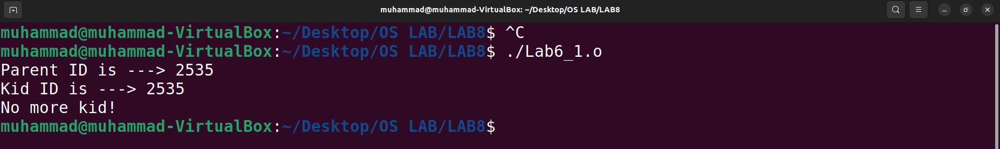 muhammad@muhammad-VirtualBox: ~/Desktop/OS LAB/LAB8
muhammad@muhammad-VirtualBox:~/Desktop/OS LAB/LAB8$ ^C
muhammad@muhammad-VirtualBox:~/Desktop/OS LAB/LAB8$ ./Lab6_1.o
Parent ID is ---> 2535
Kid ID is ---> 2535
No more kid!
muhammad@muhammad-VirtualBox:~/Desktop/OS LAB/LAB8$